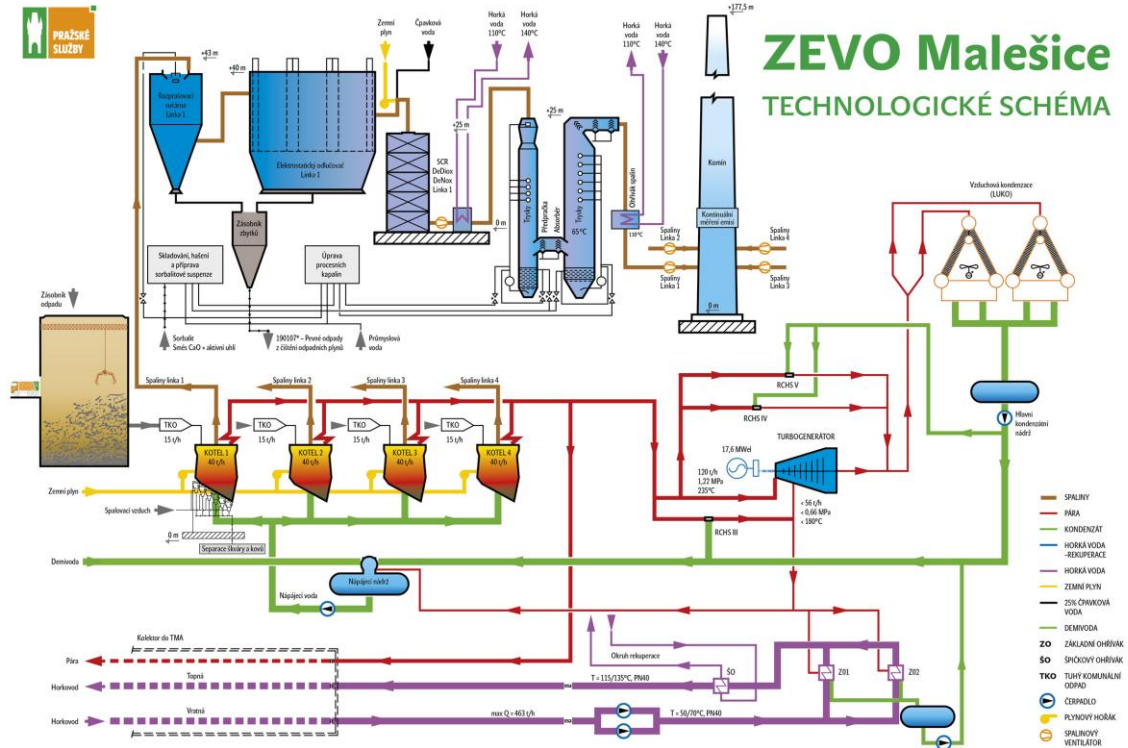 PRAŽSKÉ
SLUŽBY
ZEVO Malešice
TECHNOLOGICKÉ SCHÉMA
+43 m
+40 m
Rozprašovací
sušárna
Linka 1
Elektrostatický odlučovač
Linka 1
Zemní
plyn
Čpavková
voda
Horká
voda
110°C
Horká
voda
140°C
+25 m
SCR
DeDiox
DeNox
Linka 1
0 m
+25 m
Trysky
Předpračka
Absorbér
Trysky
65°C
Horká
voda
110°C
Horká
voda
140°C
Ohřívák spalin
110°C
+177,5 m
Komín
Kontinuální
měření emisí
Spaliny
Linka 2
Spaliny
Linka 4
Spaliny
Linka 1
Spaliny
Linka 3
0 m
Zásobník
zbytků
Skladování, hašení
a příprava
sorbalitové suspenze
Úprava
procesních
kapalin
Sorbalit
Směs CaO + aktivní uhlí
190107* – Pevné odpady
z čištění odpadních plynů
Průmyslová
voda
Vzduchová kondenzace
(LUKO)
Zásobník
odpadu
Spaliny linka 1
Spaliny linka 2
Spaliny linka 3
Spaliny linka 4
TKO
15 t/h
TKO
15 t/h
TKO
15 t/h
TKO
15 t/h
KOTEL 1
40 t/h
KOTEL 2
40 t/h
KOTEL 3
40 t/h
KOTEL 4
40 t/h
Zemní plyn
Spalovací vzduch
0 m
Separace škváry a kovů
RCHS V
RCHS IV
TURBOGENERÁTOR
17,6 MWel
120 t/h
1,22 MPa
235°C
< 56 t/h
< 0,66 MPa
< 180°C
RCHS III
Hlavní
kondenzátní
nádrž
Demivoda
Nápájecí nádrž
Nápájecí voda
Kolektor do TMA
Pára
Topná
Horkovod
Vratná
Horkovod
Okruh rekuperace
ŠO
T = 115/135°C, PN40
max Q = 463 t/h
T = 50/70°C, PN40
Z01
Z02
SPALINY
PÁRA
KONDENZÁT
HORKÁ VODA
–REKUPERACE
HORKÁ VODA
ZEMNÍ PLYN
25% ČPAVKOVÁ
VODA
DEMIVODA
ZO ZÁKLADNÍ OHŘÍVÁK
ŠO ŠPIČKOVÝ OHŘÍVÁK
TKO TUHÝ KOMUNÁLNÍ
ODPAD
ČERPADLO
PLYNOVÝ HOŘÁK
SPALINOVÝ
VENTILÁTOR